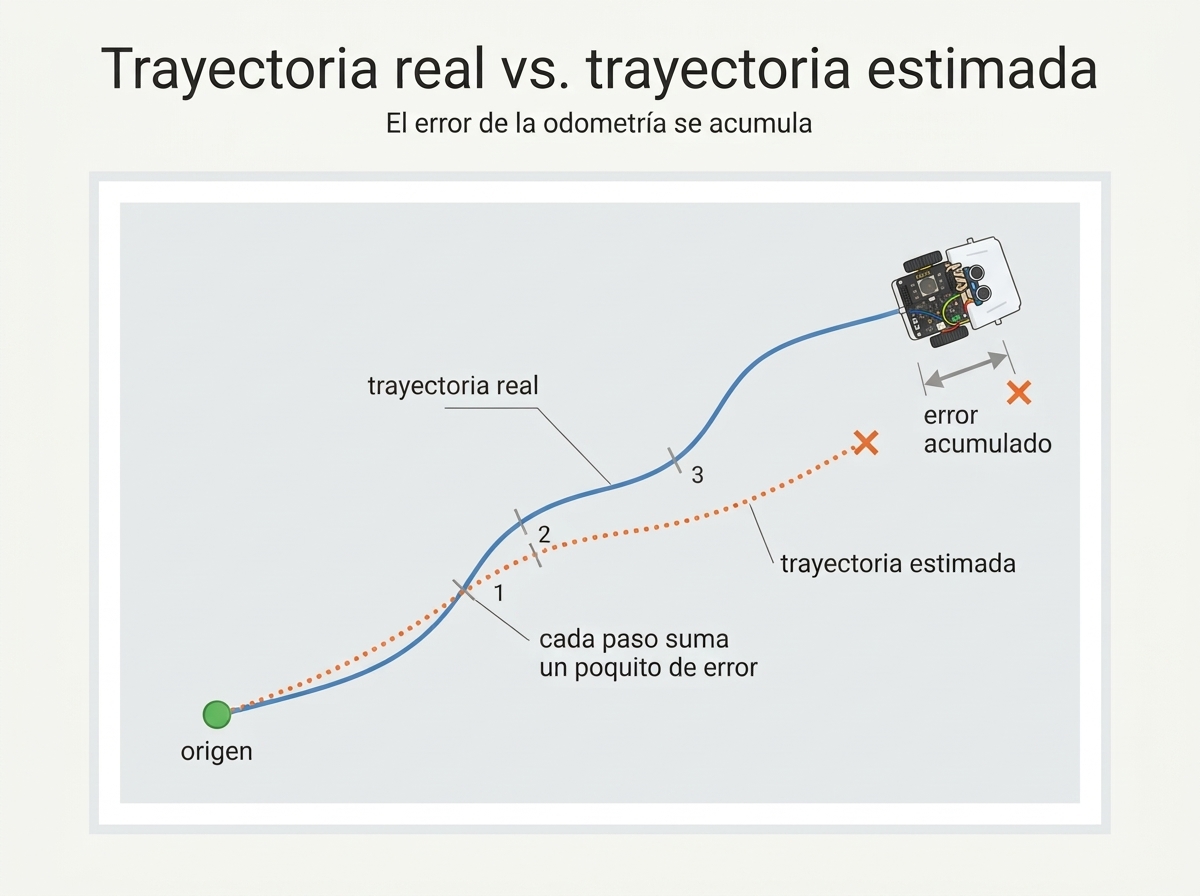 Trayectoria real vs. trayectoria estimada
El error de la odometría se acumula
trayectoria real
error
acumulado
3
2
trayectoria estimada
1
cada paso suma
un poquito de error
origen